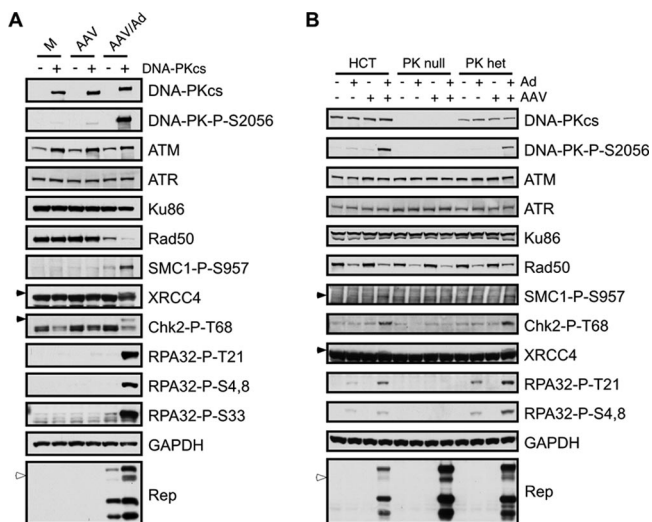 A
M AAV AAV/Ad
- + - + - + DNA-PKcs
DNA-PKcs
DNA-PK-P-S2056
ATM
ATR
Ku86
Rad50
SMC1-P-S957
XRCC4
Chk2-P-T68
RPA32-P-T21
RPA32-P-S4,8
RPA32-P-S33
GAPDH
Rep
B
HCT PK null PK het
- + - + - + - + - + - + Ad
- - + + - - + + - - + + AAV
DNA-PKcs
DNA-PK-P-S2056
ATM
ATR
Ku86
Rad50
SMC1-P-S957
Chk2-P-T68
XRCC4
RPA32-P-T21
RPA32-P-S4,8
GAPDH
Rep